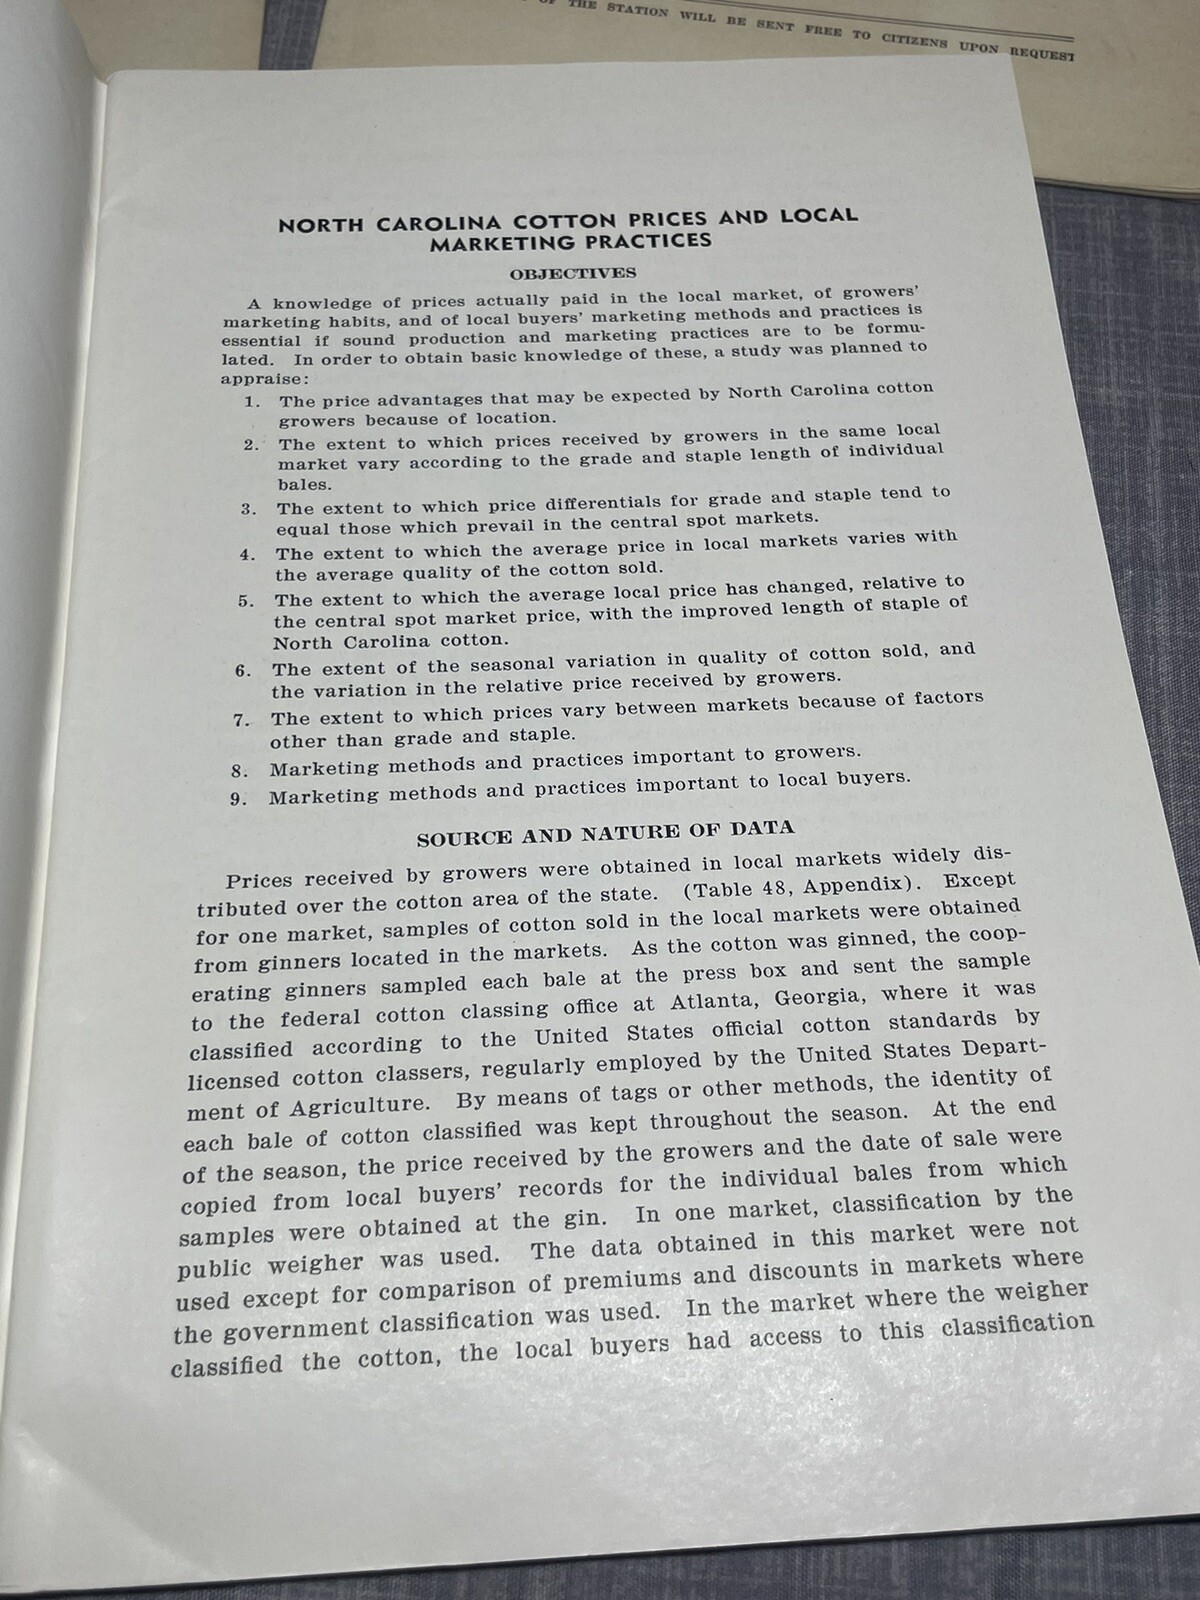 OF THE STATION WILL BE SENT FREE TO CITIZENS UPON REQUEST
NORTH CAROLINA COTTON PRICES AND LOCAL
MARKETING PRACTICES
OBJECTIVES
A knowledge of prices actually paid in the local market, of growers'
marketing habits, and of local buyers' marketing methods and practices is
essential if sound production and marketing practices are to be formu-
lated. In order to obtain basic knowledge of these, a study was planned to
appraise:
1. The price advantages that may be expected by North Carolina cotton
growers because of location.
2. The extent to which prices received by growers in the same local
market vary according to the grade and staple length of individual
bales.
3. The extent to which price differentials for grade and staple tend to
equal those which prevail in the central spot markets.
4. The extent to which the average price in local markets varies with
the average quality of the cotton sold.
5. The extent to which the average local price has changed, relative to
the central spot market price, with the improved length of staple of
North Carolina cotton.
6. The extent of the seasonal variation in quality of cotton sold, and
the variation in the relative price received by growers.
7. The extent to which prices vary between markets because of factors
other than grade and staple.
8. Marketing methods and practices important to growers.
9. Marketing methods and practices important to local buyers.
SOURCE AND NATURE OF DATA
Prices received by growers were obtained in local markets widely dis-
tributed over the cotton area of the state. (Table 48, Appendix). Except
for one market, samples of cotton sold in the local markets were obtained
from ginners located in the markets. As the cotton was ginned, the coop-
erating ginners sampled each bale at the press box and sent the sample
to the federal cotton classing office at Atlanta, Georgia, where it was
classified according to the United States official cotton standards by
licensed cotton classers, regularly employed by the United States Depart-
ment of Agriculture. By means of tags or other methods, the identity of
each bale of cotton classified was kept throughout the season. At the end
of the season, the price received by the growers and the date of sale were
copied from local buyers' records for the individual bales from which
samples were obtained at the gin. In one market, classification by the
public weigher was used. The data obtained in this market were not
used except for comparison of premiums and discounts in markets where
the government classification was used. In the market where the weigher
classified the cotton, the local buyers had access to this classification